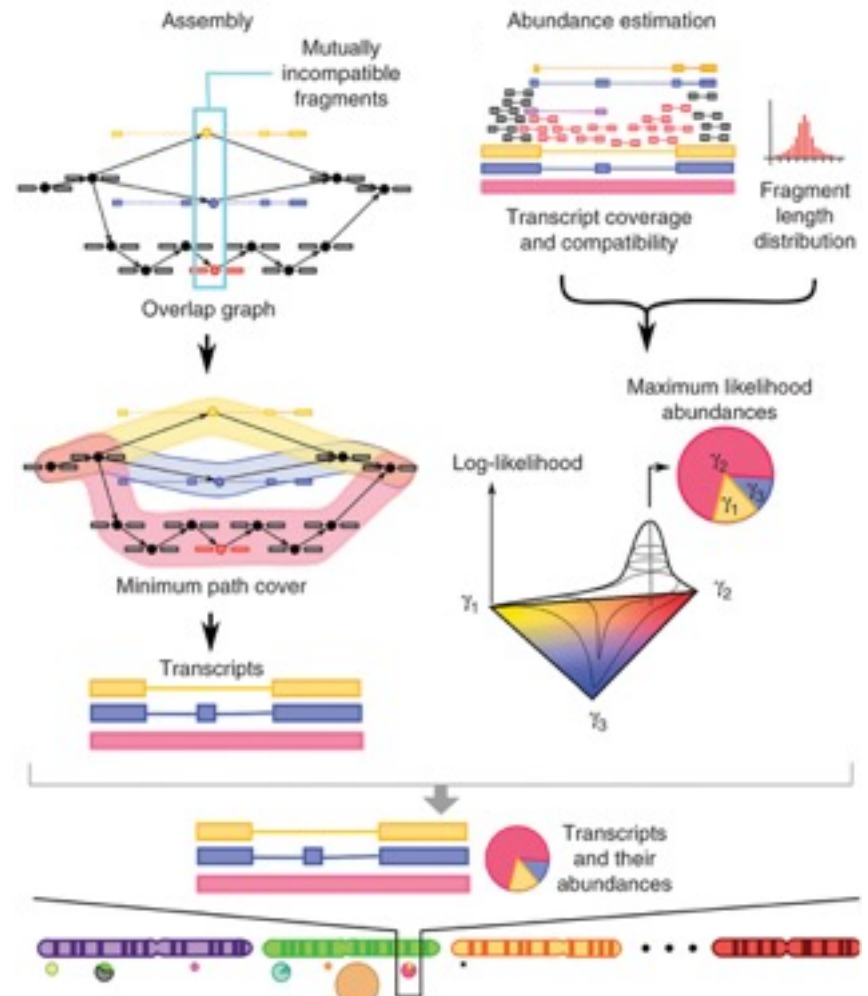 Assembly
Mutually
incompatible
fragments
Overlap graph
Minimum path cover
Transcripts
Abundance estimation
Transcript coverage
and compatibility
Fragment
length
distribution
Maximum likelihood
abundances
γ2
γ1
γ3
Log-likelihood
γ1
γ2
γ3
Transcripts
and their
abundances